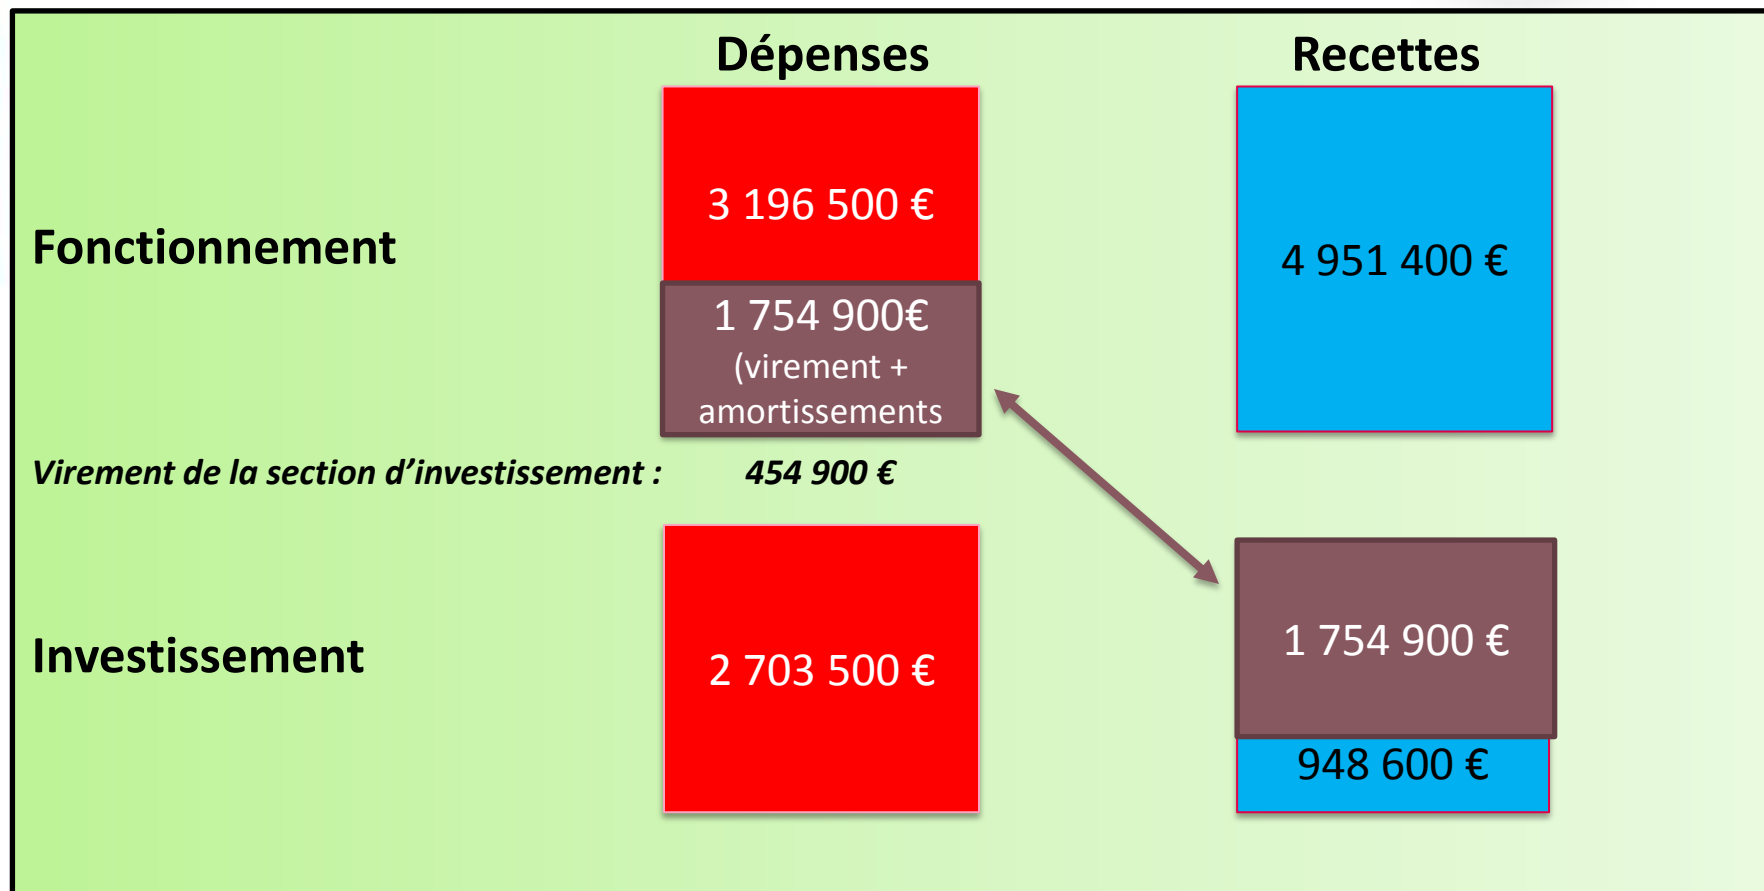 Dépenses
Recettes
Fonctionnement
3 196 500 €
4 951 400 €
1 754 900€
(virement +
amortissements
Virement de la section d’investissement : 454 900 €
Investissement
2 703 500 €
1 754 900 €
948 600 €